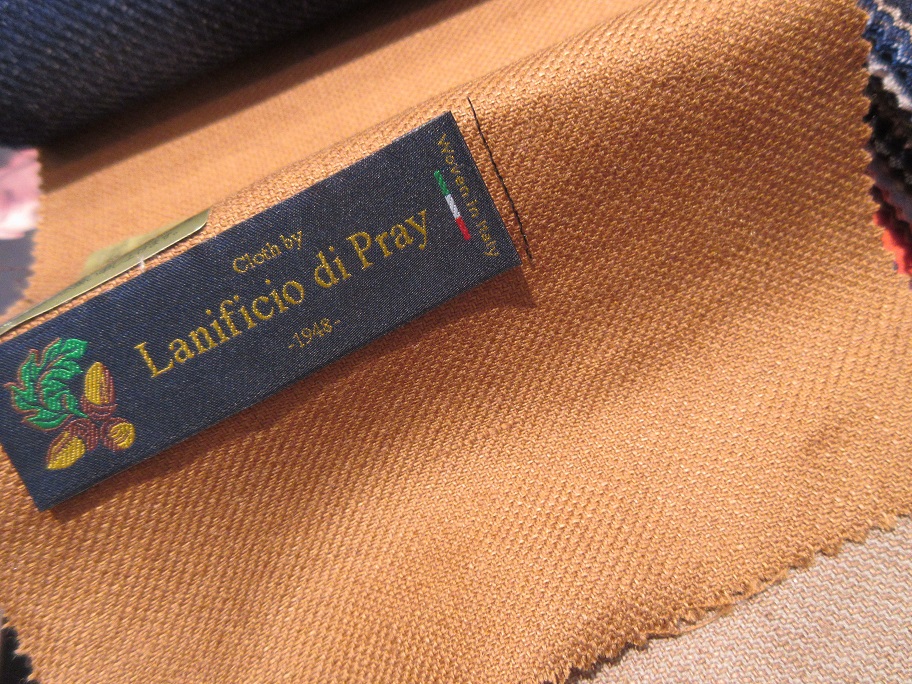 Cloth by
Lanificio di Pray
-1948-
Woven in Italy